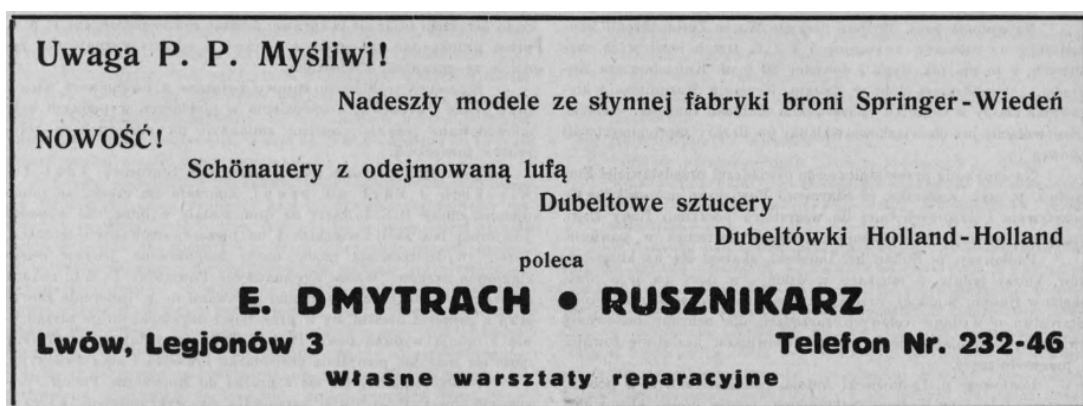 Uwaga P. P. Myśliwi!
Nadeszły modele ze słynnej fabryki broni Springer-Wiedeń
NOWOŚĆ!
Schönauery z odejmowaną lufą
Dubeltowe sztucery
Dubeltówki Holland-Holland
poleca
E. DMYTRACH • RUSZNIKARZ
Lwów, Legionów 3 Telefon Nr. 232-46
Własne warsztaty reparacyjne